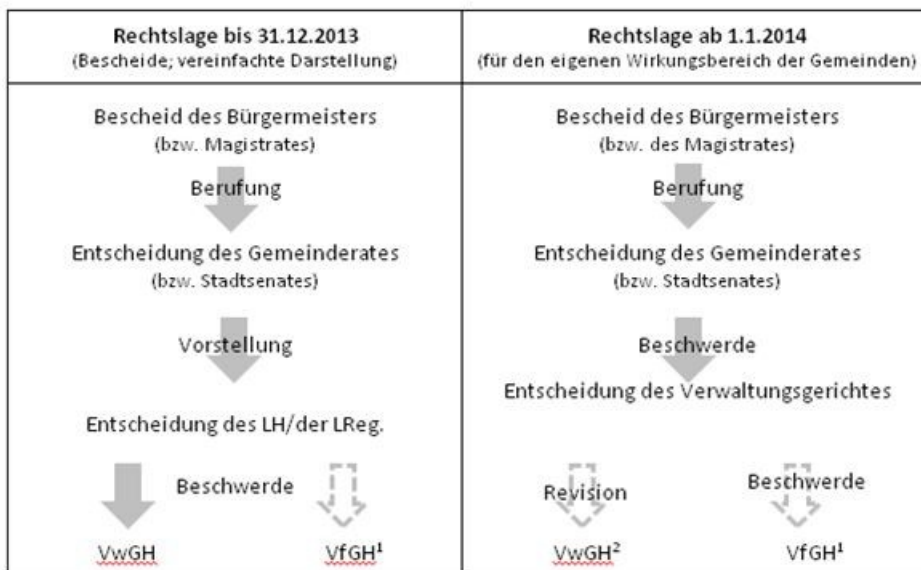 Rechtslage bis 31.12.2013
(Bescheide; vereinfachte Darstellung)
Bescheid des Bürgermeisters
(bzw. Magistrates)
Berufung
Entscheidung des Gemeinderates
(bzw. Stadtsenates)
Vorstellung
Entscheidung des LH/der LReg.
Beschwerde
VwGH
VfGH¹
Rechtslage ab 1.1.2014
(für den eigenen Wirkungsbereich der Gemeinden)
Bescheid des Bürgermeisters
(bzw. des Magistrates)
Berufung
Entscheidung des Gemeinderates
(bzw. Stadtsenates)
Beschwerde
Entscheidung des Verwaltungsgerichtes
Revision
Beschwerde
VwGH²
VfGH¹